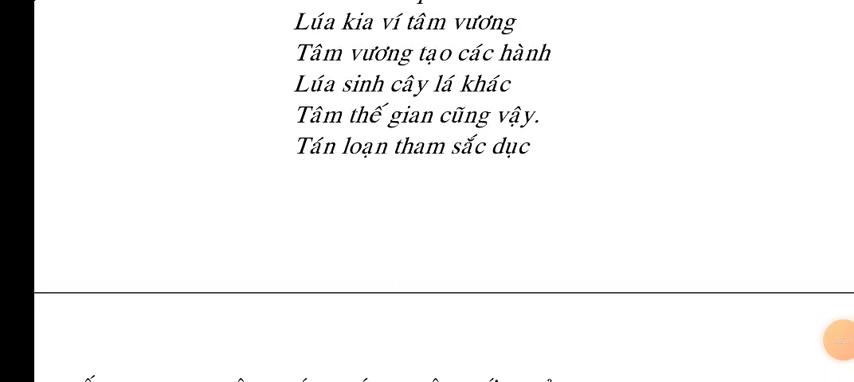 Lúa kia ví tâm vương
Tâm vương tạo các hành
Lúa sinh cây lá khác
Tâm thế gian cũng vậy.
Tán loạn tham sắc dục